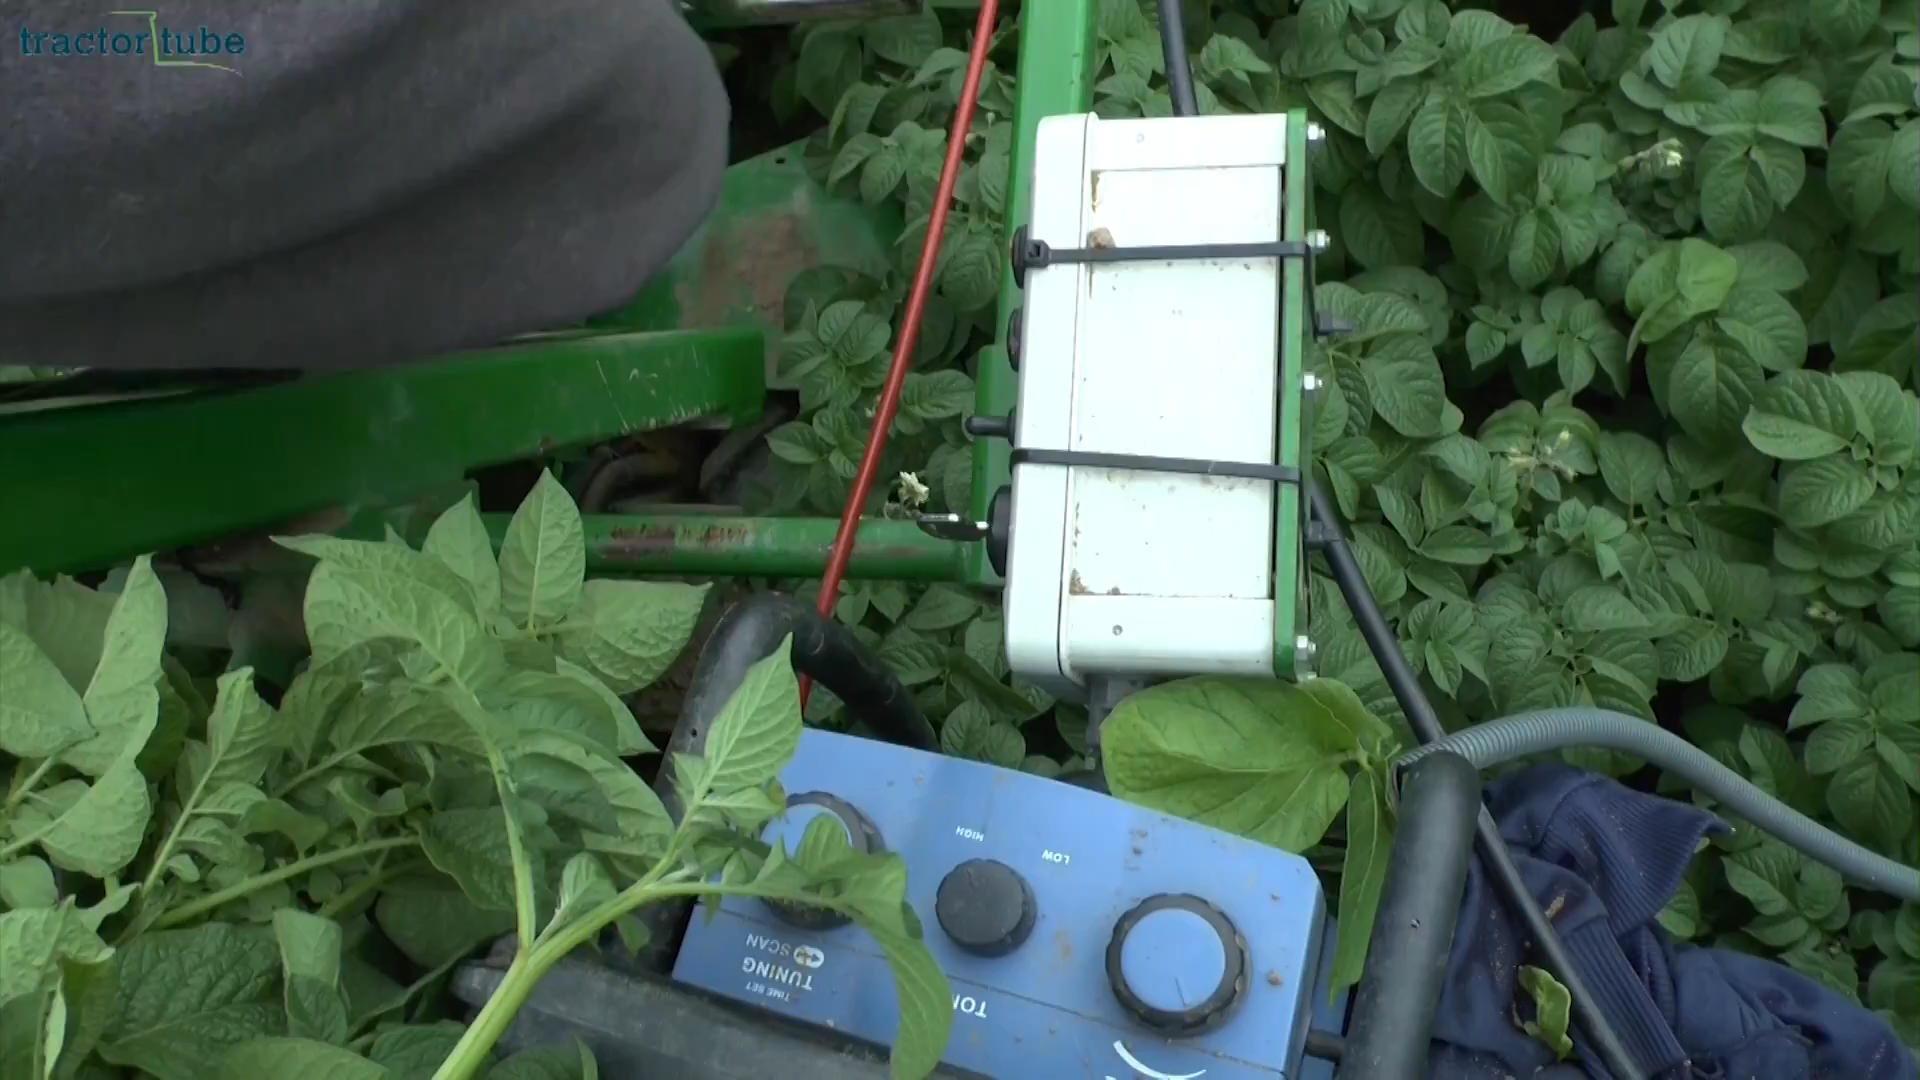 tractor tube
HIGH
LOW
SCAN
TUNING
TIME SET